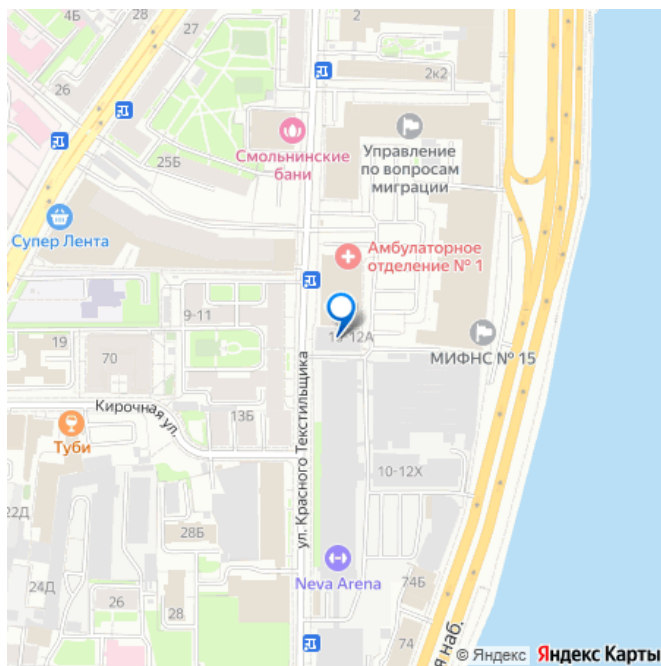 4Б
28
27
2
26
2к2
Смольнинские
бани
Управление
по вопросам
миграции
25Б
Супер Лента
Амбулаторное
отделение № 1
9-11
19
70
МИФНС № 15
Кирочная ул.
13Б
Туби
ул. Красного Текстильщика
10-12Х
22Д
28Б
Neva Arena
74Б
24Д
26
28
74
я наб.
© Яндекс Яндекс Карты